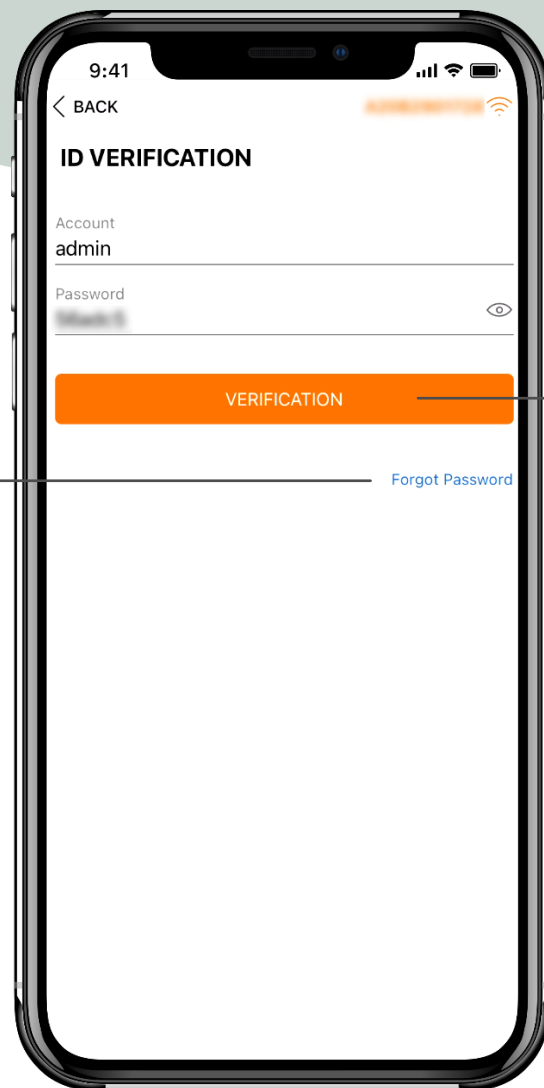 9:41
BACK
ID VERIFICATION
Account
admin
Password
VERIFICATION
Forgot Password